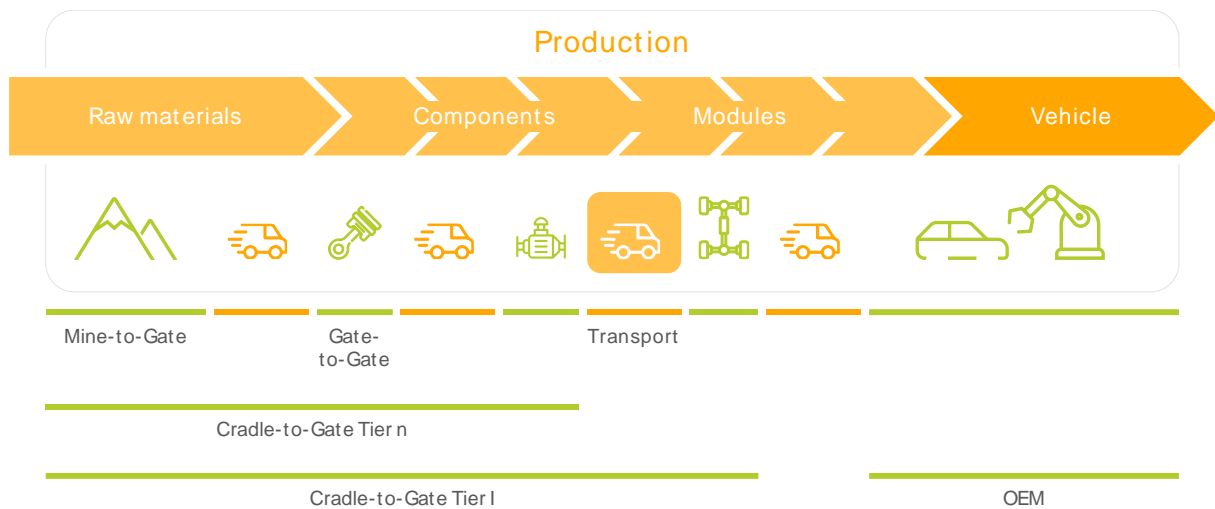 Production
Raw materials
Components
Modules
Vehicle
Mine-to-Gate
Gate-
to-Gate
Transport
Cradle-to-Gate Tier n
Cradle-to-Gate Tier I
OEM